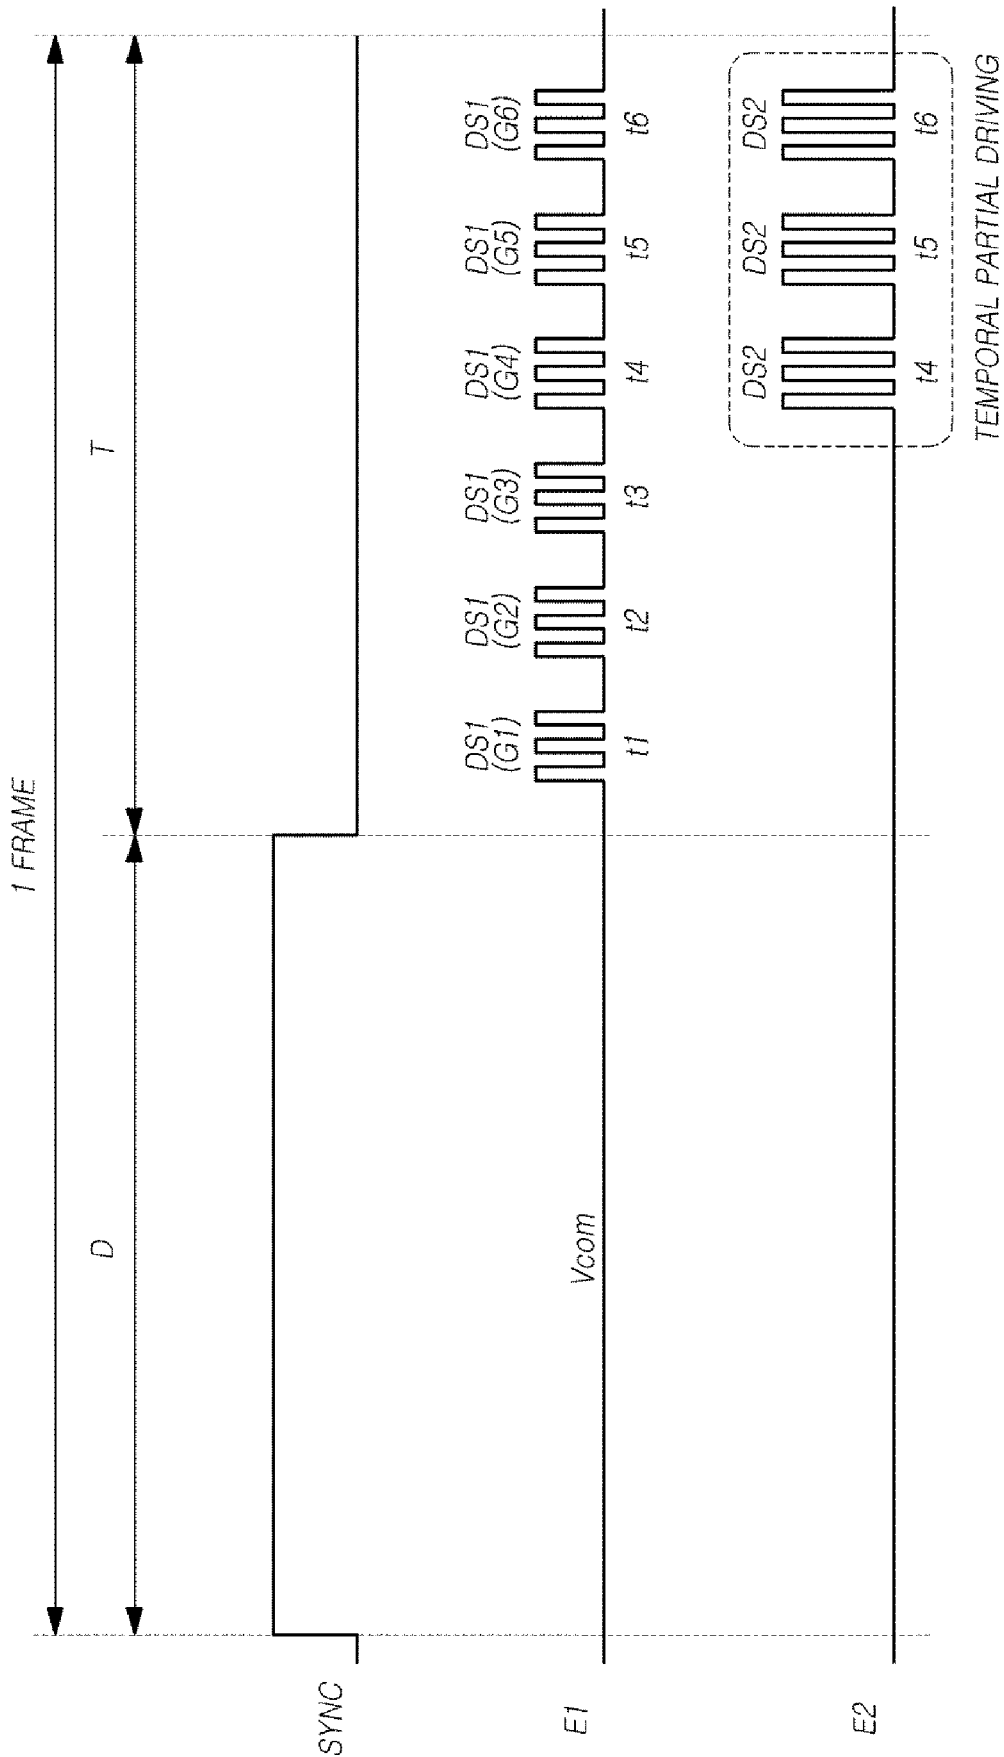 1 FRAME
D
T
SYNC
E1
Vcom
DS1
(G1)
DS1
(G2)
DS1
(G3)
DS1
(G4)
DS1
(G5)
DS1
(G6)
t1
t2
t3
t4
t5
t6
E2
DS2
DS2
DS2
t4
t5
t6
TEMPORAL PARTIAL DRIVING